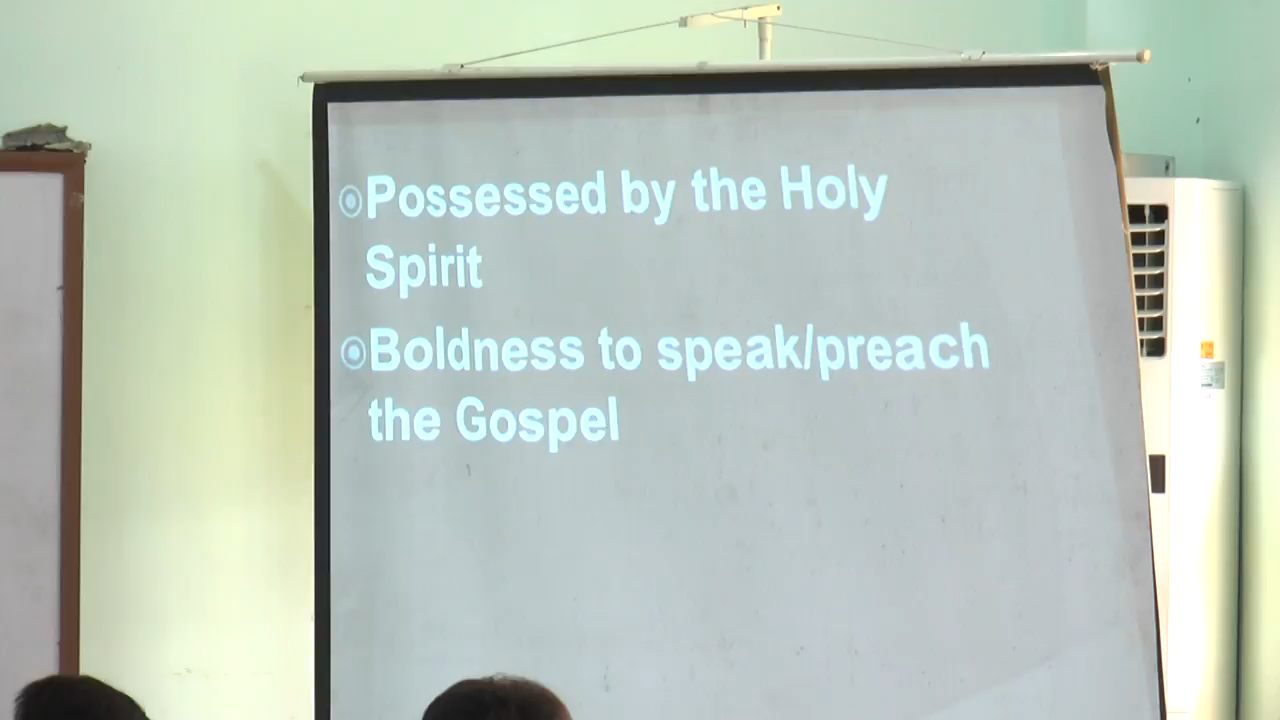 Possessed by the Holy
Spirit
Boldness to speak/preach
the Gospel